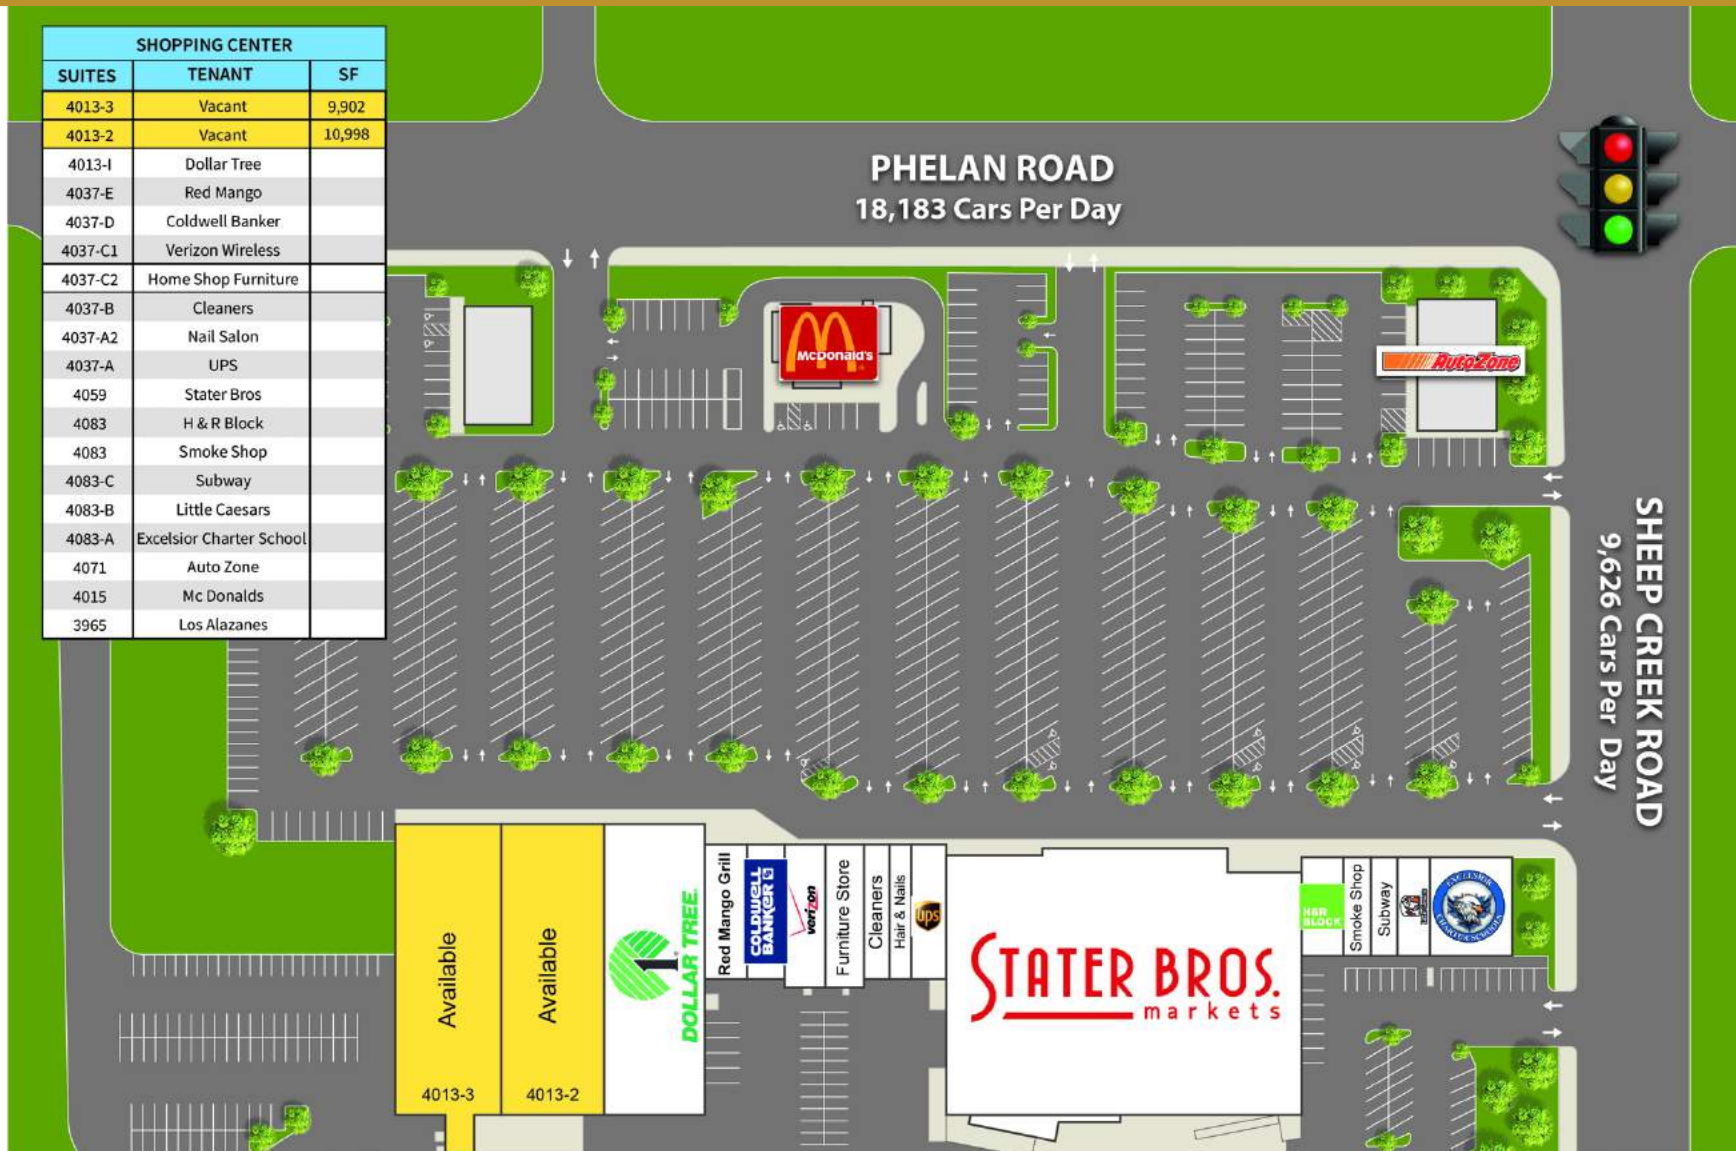 SHOPPING CENTER
SUITES TENANT SF
4013-3 Vacant 9,902
4013-2 Vacant 10,998
4013-I Dollar Tree
4037-E Red Mango
4037-D Coldwell Banker
4037-C1 Verizon Wireless
4037-C2 Home Shop Furniture
4037-B Cleaners
4037-A2 Nail Salon
4037-A UPS
4059 Stater Bros
4083 H & R Block
4083 Smoke Shop
4083-C Subway
4083-B Little Caesars
4083-A Excelsior Charter School
4071 Auto Zone
4015 Mc Donalds
3965 Los Alazanes
PHELAN ROAD
18,183 Cars Per Day
McDonald's
AutoZone
SHEEP CREEK ROAD
9,626 Cars Per Day
Available
4013-3
Available
4013-2
1
DOLLAR TREE
Red Mango Grill
COLDWELL
BANKER
verizon
Furniture Store
Cleaners
Hair & Nails
ups
STATER BROS.
markets
H&R
BLOCK
Smoke Shop
Subway
EXCELSIOR
CHARTER SCHOOLS